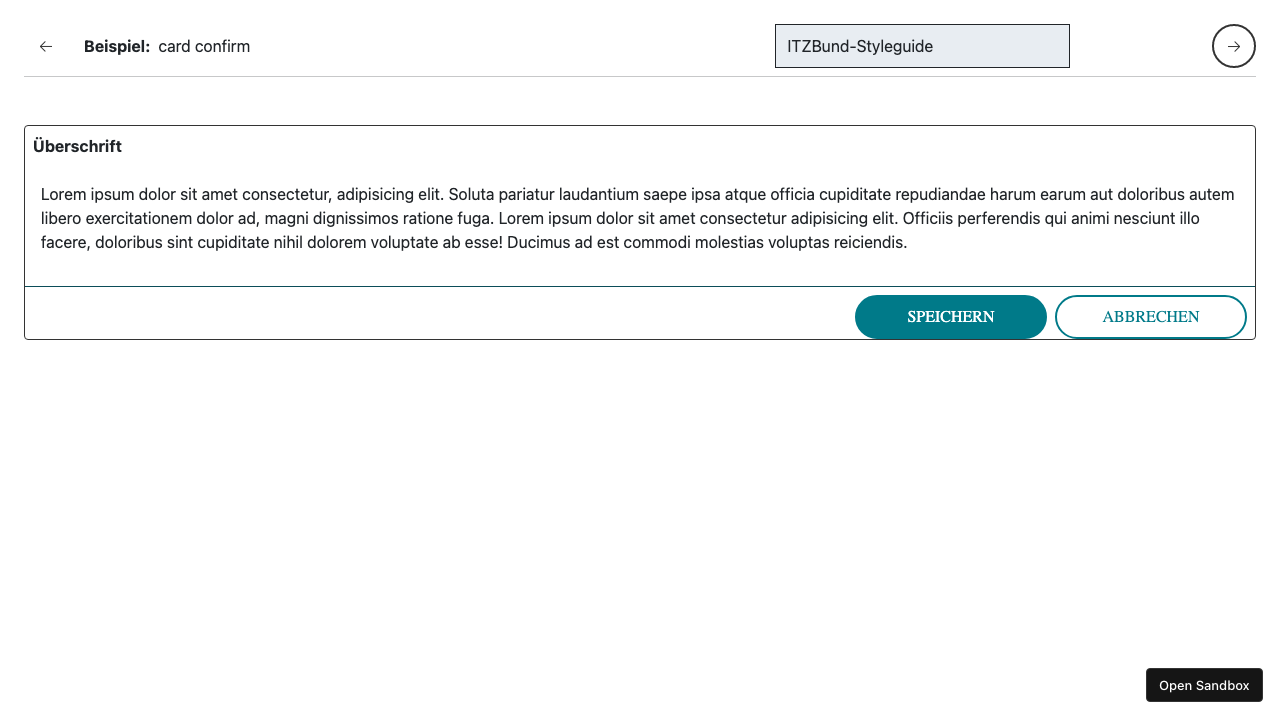 Beispiel: card confirm
ITZBund-Styleguide
Überschrift
Lorem ipsum dolor sit amet consectetur, adipisicing elit. Soluta pariatur laudantium saepe ipsa atque officia cupiditate repudiandae harum earum aut doloribus autem
libero exercitationem dolor ad, magni dignissimos ratione fuga. Lorem ipsum dolor sit amet consectetur adipisicing elit. Officiis perferendis qui animi nesciunt illo
facere, doloribus sint cupiditate nihil dolorem voluptate ab esse! Ducimus ad est commodi molestias voluptas reiciendis.
SPEICHERN
ABBRECHEN
Open Sandbox